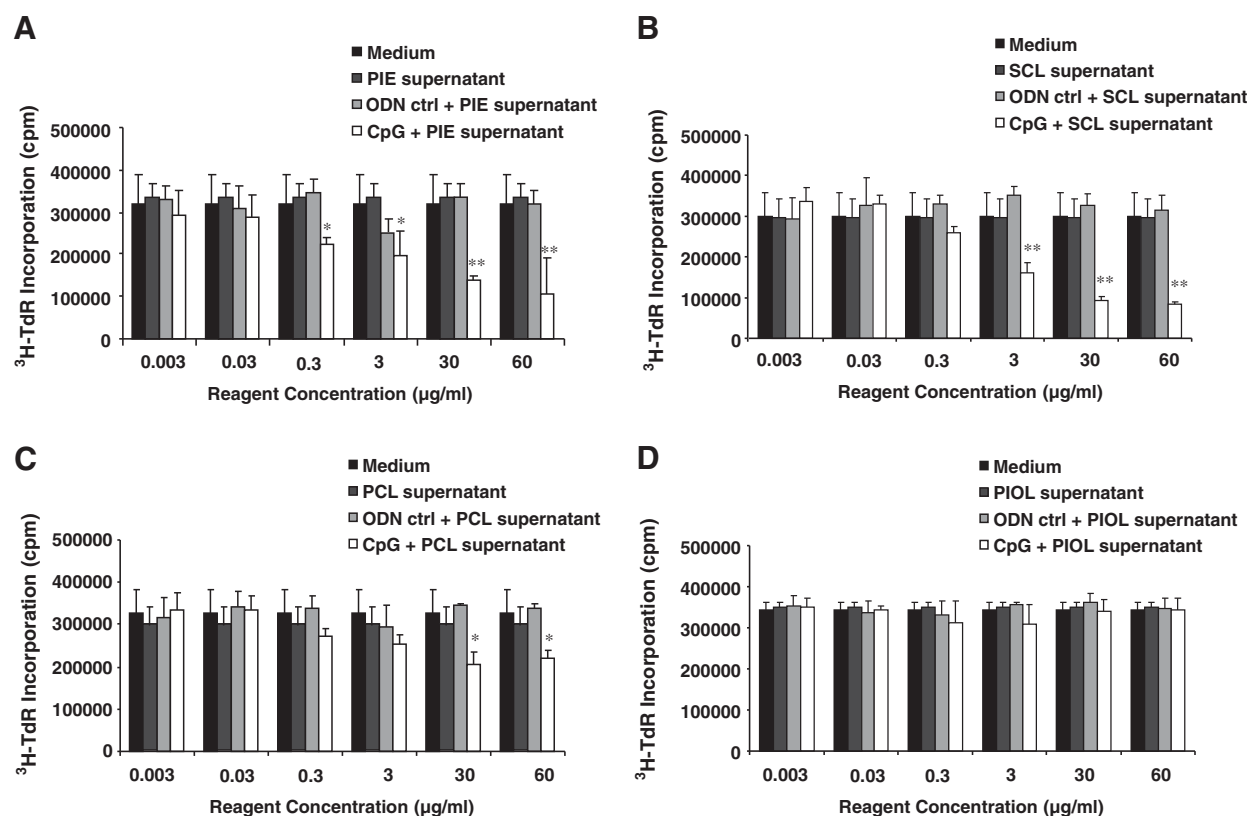 A
■ Medium
■ PIE supernatant
■ ODN ctrl + PIE supernatant
□ CpG + PIE supernatant
³H-TdR Incorporation (cpm)
500000
400000
300000
200000
100000
0
* * ** **
0.003 0.03 0.3 3 30 60
Reagent Concentration (µg/ml)
B
■ Medium
■ SCL supernatant
■ ODN ctrl + SCL supernatant
□ CpG + SCL supernatant
³H-TdR Incorporation (cpm)
500000
400000
300000
200000
100000
0
** ** **
0.003 0.03 0.3 3 30 60
Reagent Concentration (µg/ml)
C
■ Medium
■ PCL supernatant
■ ODN ctrl + PCL supernatant
□ CpG + PCL supernatant
³H-TdR Incorporation (cpm)
500000
400000
300000
200000
100000
0
* *
0.003 0.03 0.3 3 30 60
Reagent Concentration (µg/ml)
D
■ Medium
■ PIOL supernatant
■ ODN ctrl + PIOL supernatant
□ CpG + PIOL supernatant
³H-TdR Incorporation (cpm)
500000
400000
300000
200000
100000
0
0.003 0.03 0.3 3 30 60
Reagent Concentration (µg/ml)